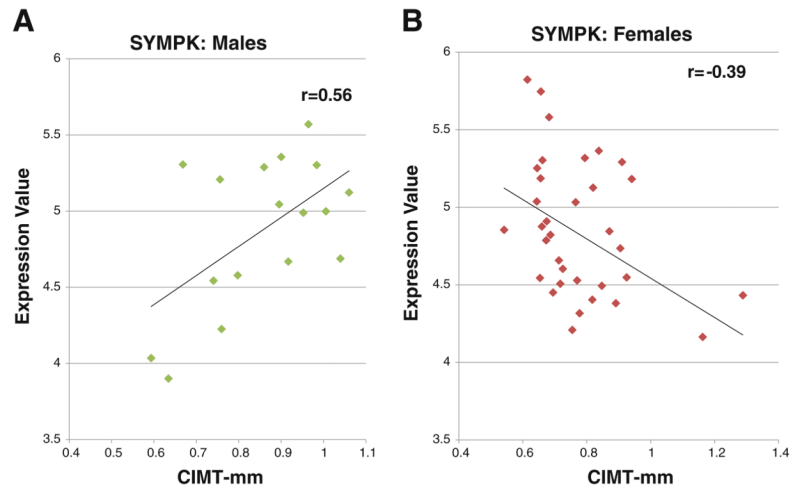 A
SYMPK: Males
r=0.56
Expression Value
6
5.5
5
4.5
4
3.5
0.4 0.5 0.6 0.7 0.8 0.9 1.0 1.1
CIMT-mm
B
SYMPK: Females
r=-0.39
Expression Value
6
5.5
5
4.5
4
3.5
0.4 0.6 0.8 1 1.2 1.4
CIMT-mm